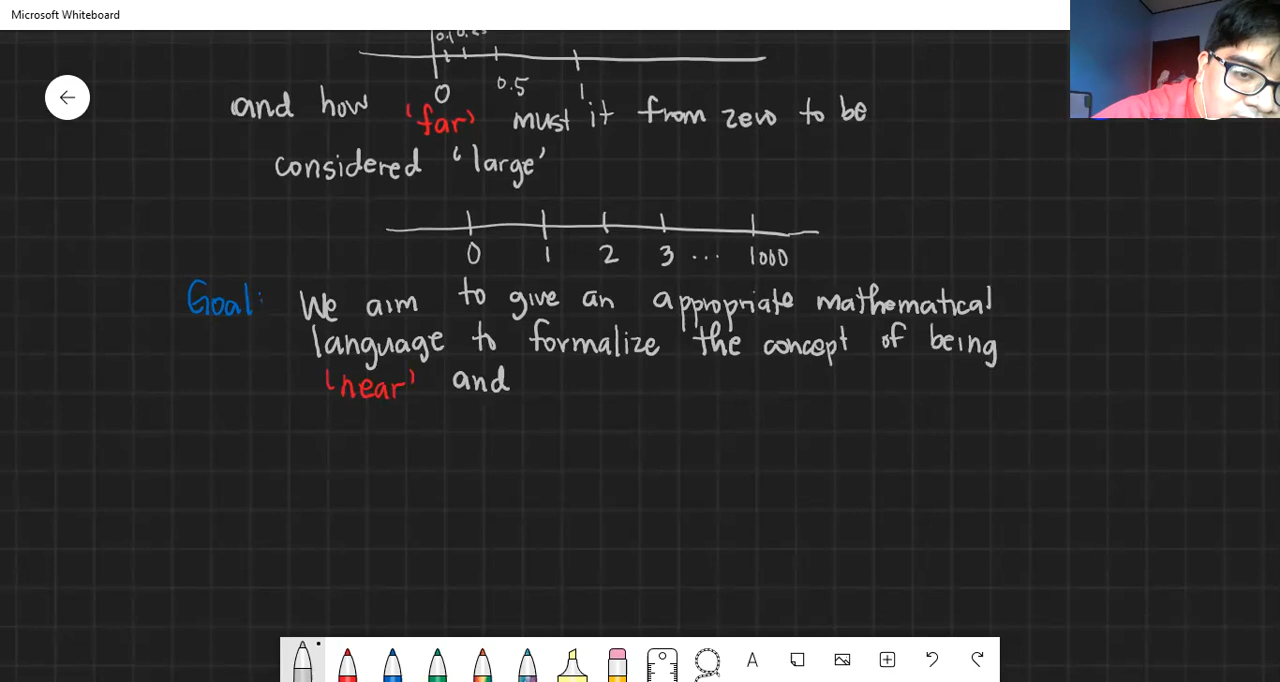 Microsoft Whiteboard
0.1
0 0.5 1
and how 'far' must it from zero to be
considered 'large'
0 1 2 3 ... 1000
Goal: We aim to give an appropriate mathematical
language to formalize the concept of being
'near' and
A